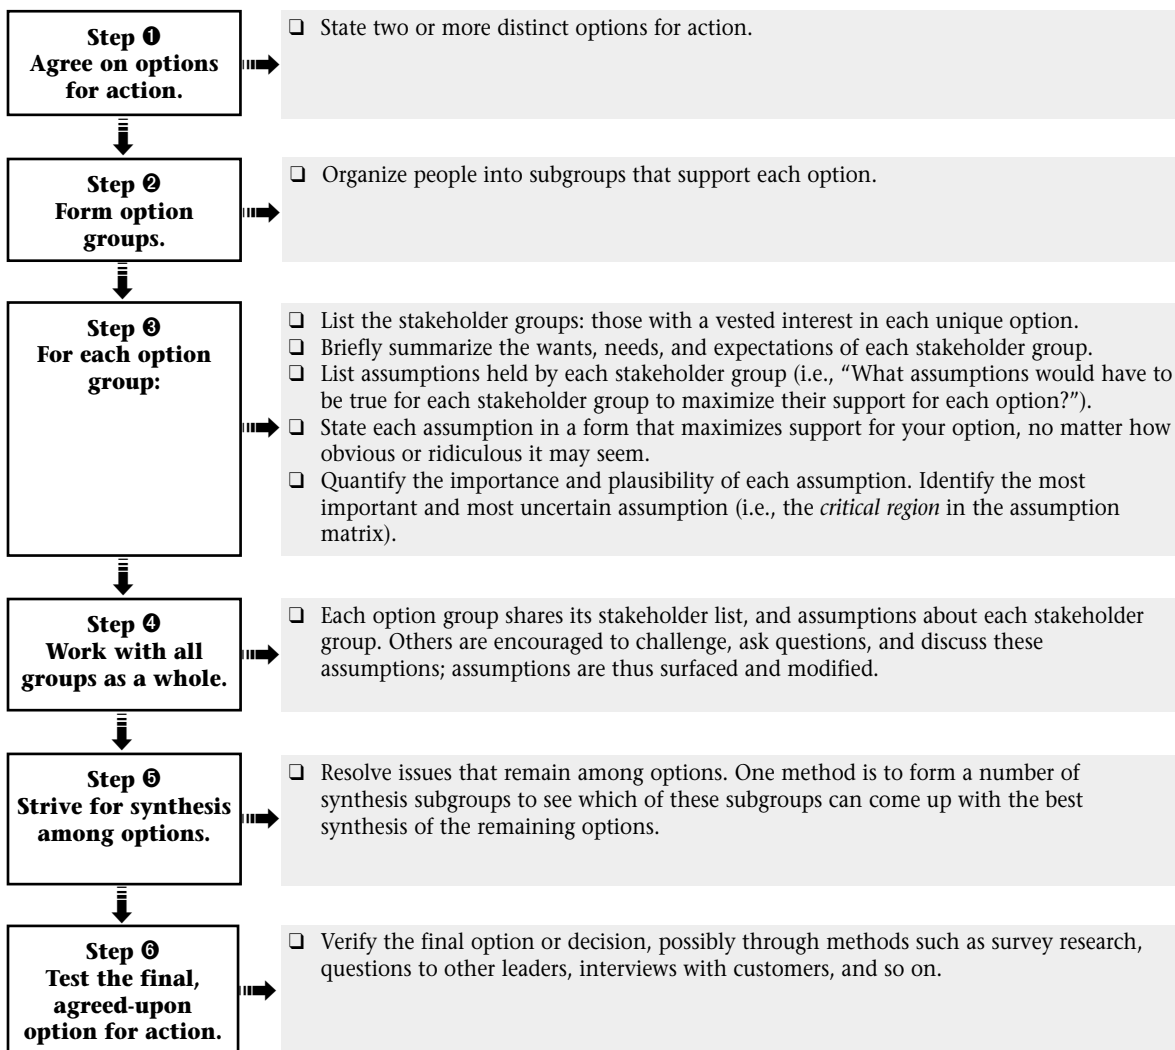 Step ❶
Agree on options
for action.
❑ State two or more distinct options for action.
Step ❷
Form option
groups.
❑ Organize people into subgroups that support each option.
Step ❸
For each option
group:
❑ List the stakeholder groups: those with a vested interest in each unique option.
❑ Briefly summarize the wants, needs, and expectations of each stakeholder group.
❑ List assumptions held by each stakeholder group (i.e., “What assumptions would have to
be true for each stakeholder group to maximize their support for each option?”).
❑ State each assumption in a form that maximizes support for your option, no matter how
obvious or ridiculous it may seem.
❑ Quantify the importance and plausibility of each assumption. Identify the most
important and most uncertain assumption (i.e., the critical region in the assumption
matrix).
Step ❹
Work with all
groups as a whole.
❑ Each option group shares its stakeholder list, and assumptions about each stakeholder
group. Others are encouraged to challenge, ask questions, and discuss these
assumptions; assumptions are thus surfaced and modified.
Step ❺
Strive for synthesis
among options.
❑ Resolve issues that remain among options. One method is to form a number of
synthesis subgroups to see which of these subgroups can come up with the best
synthesis of the remaining options.
Step ❻
Test the final,
agreed-upon
option for action.
❑ Verify the final option or decision, possibly through methods such as survey research,
questions to other leaders, interviews with customers, and so on.